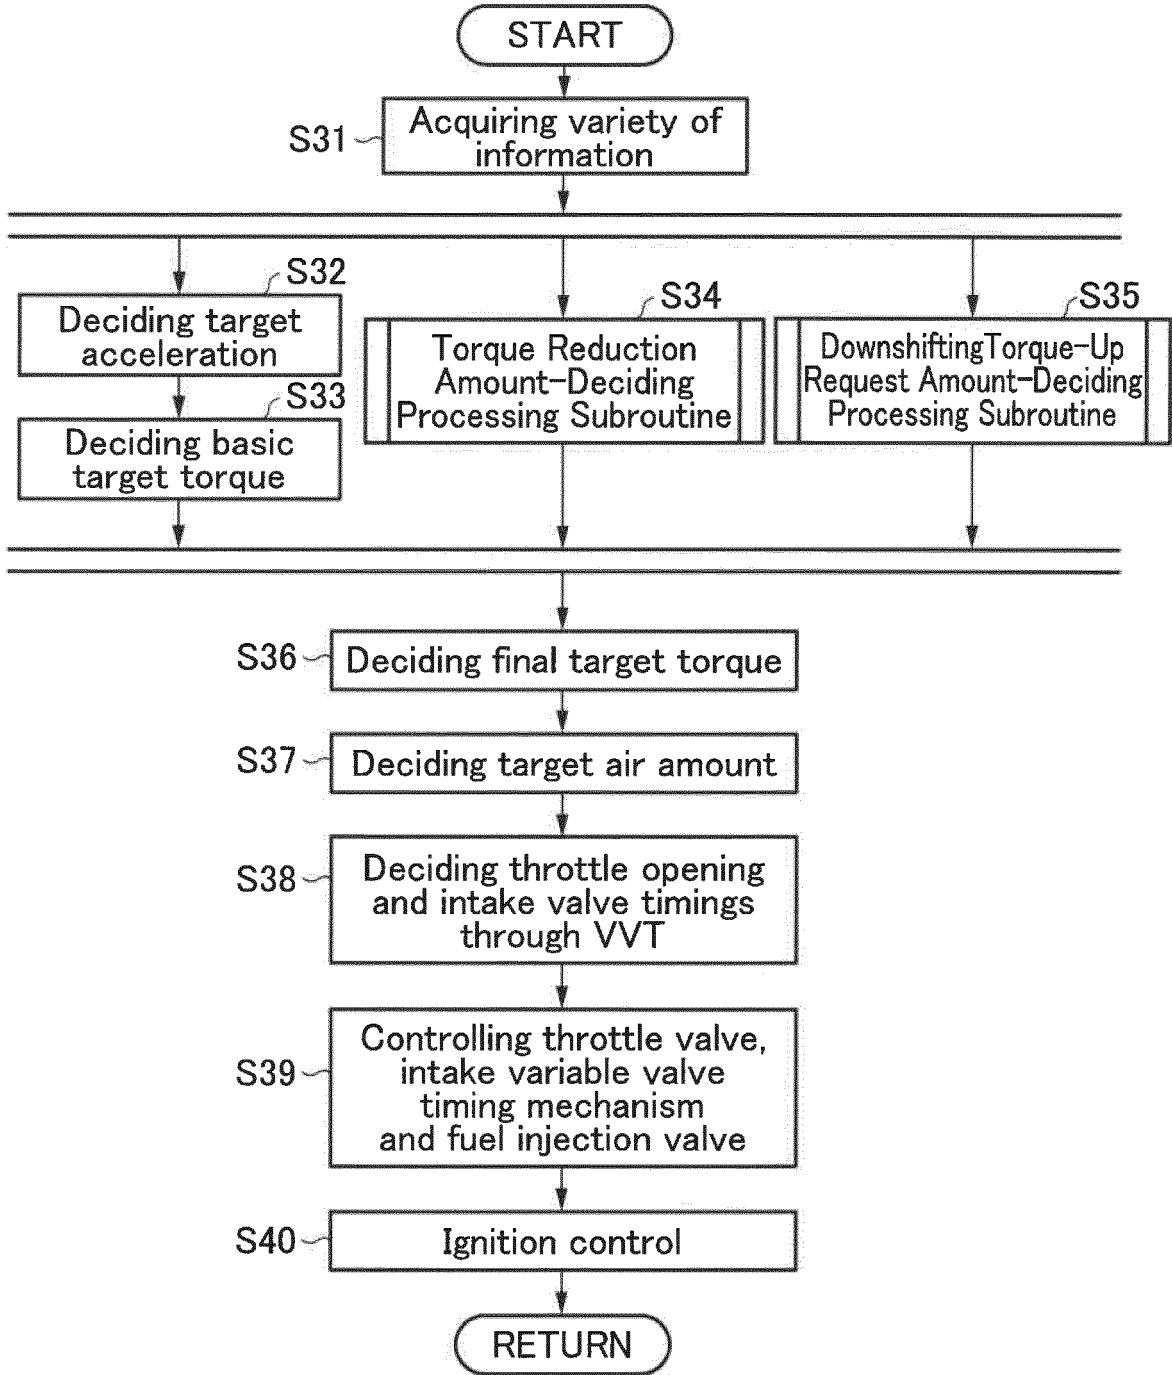 START
S31
Acquiring variety of
information
S32
Deciding target
acceleration
S33
Deciding basic
target torque
S34
Torque Reduction
Amount-Deciding
Processing Subroutine
S35
DownshiftingTorque-Up
Request Amount-Deciding
Processing Subroutine
S36
Deciding final target torque
S37
Deciding target air amount
S38
Deciding throttle opening
and intake valve timings
through VVT
S39
Controlling throttle valve,
intake variable valve
timing mechanism
and fuel injection valve
S40
Ignition control
RETURN